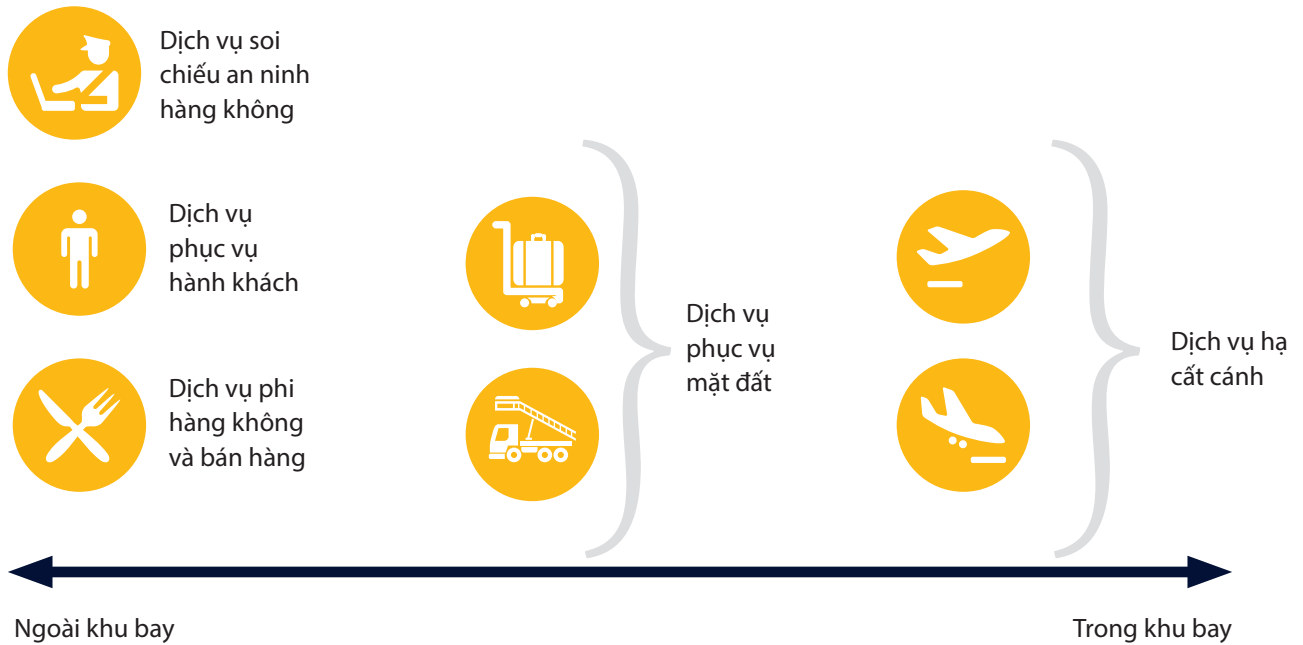 Dịch vụ soi
chiếu an ninh
hàng không
Dịch vụ
phục vụ
hành khách
Dịch vụ phi
hàng không
và bán hàng
Dịch vụ
phục vụ
mặt đất
Dịch vụ hạ
cất cánh
Ngoài khu bay
Trong khu bay